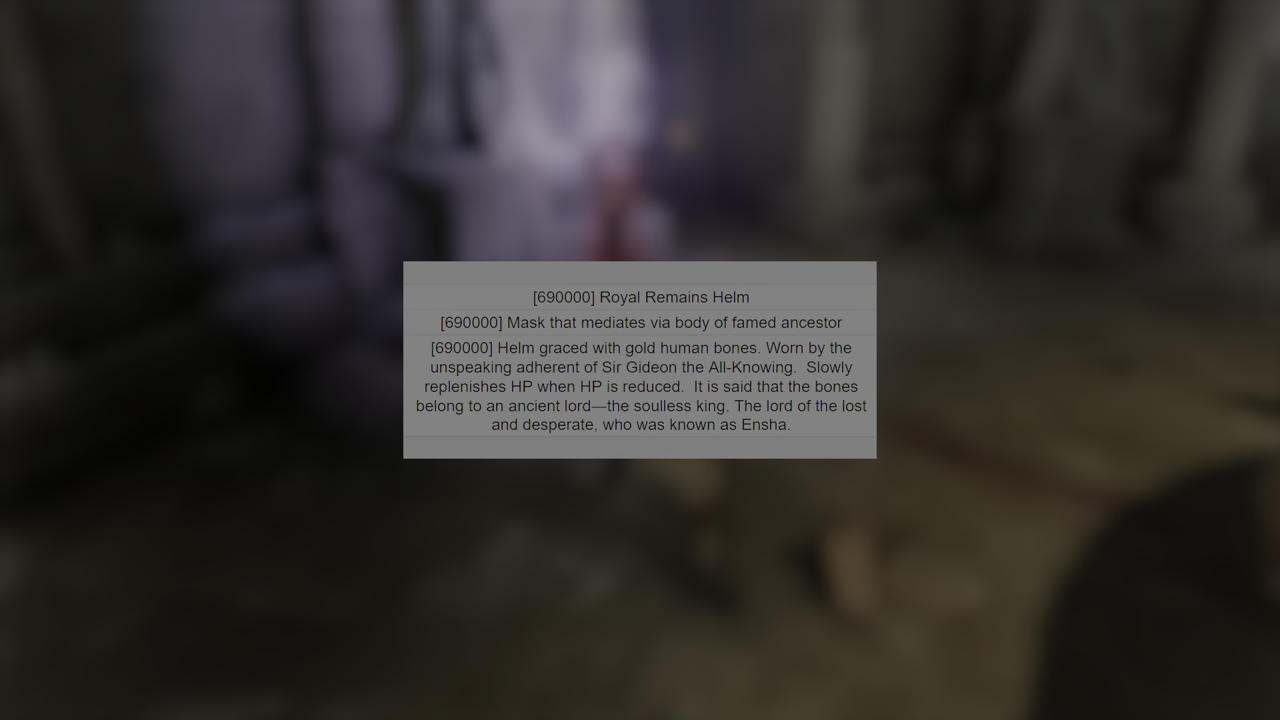 [690000] Royal Remains Helm
[690000] Mask that mediates via body of famed ancestor
[690000] Helm graced with gold human bones. Worn by the
unspeaking adherent of Sir Gideon the All-Knowing.  Slowly
replenishes HP when HP is reduced.  It is said that the bones
belong to an ancient lord—the soulless king. The lord of the lost
and desperate, who was known as Ensha.